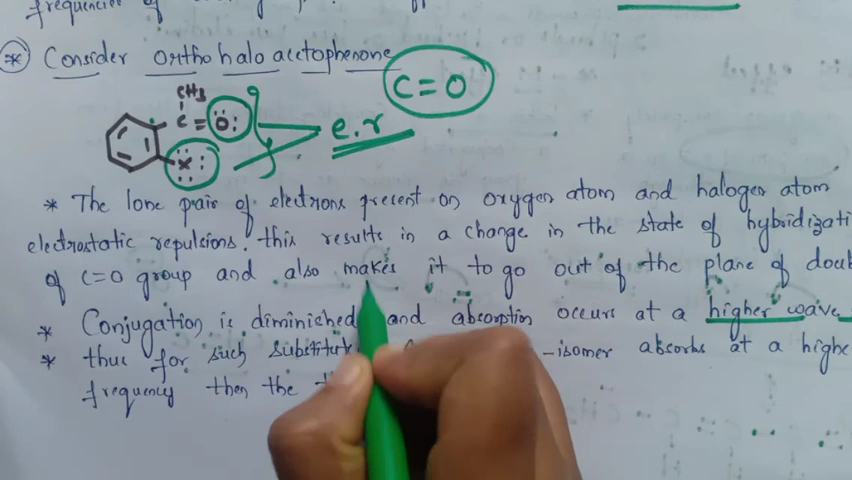 frequencies of
* Consider ortho halo acetophenone
C=O
CH3
C=O:
X
e.r
* The lone pair of electrons present on oxygen atom and halogen atom
electrostatic repulsions. this results in a change in the state of hybridizati
of C=O group and also makes it to go out of the plane of doub
* Conjugation is diminished and absorption occurs at a higher wave
* thus for such substitut -isomer absorbs at a highe
frequency then the